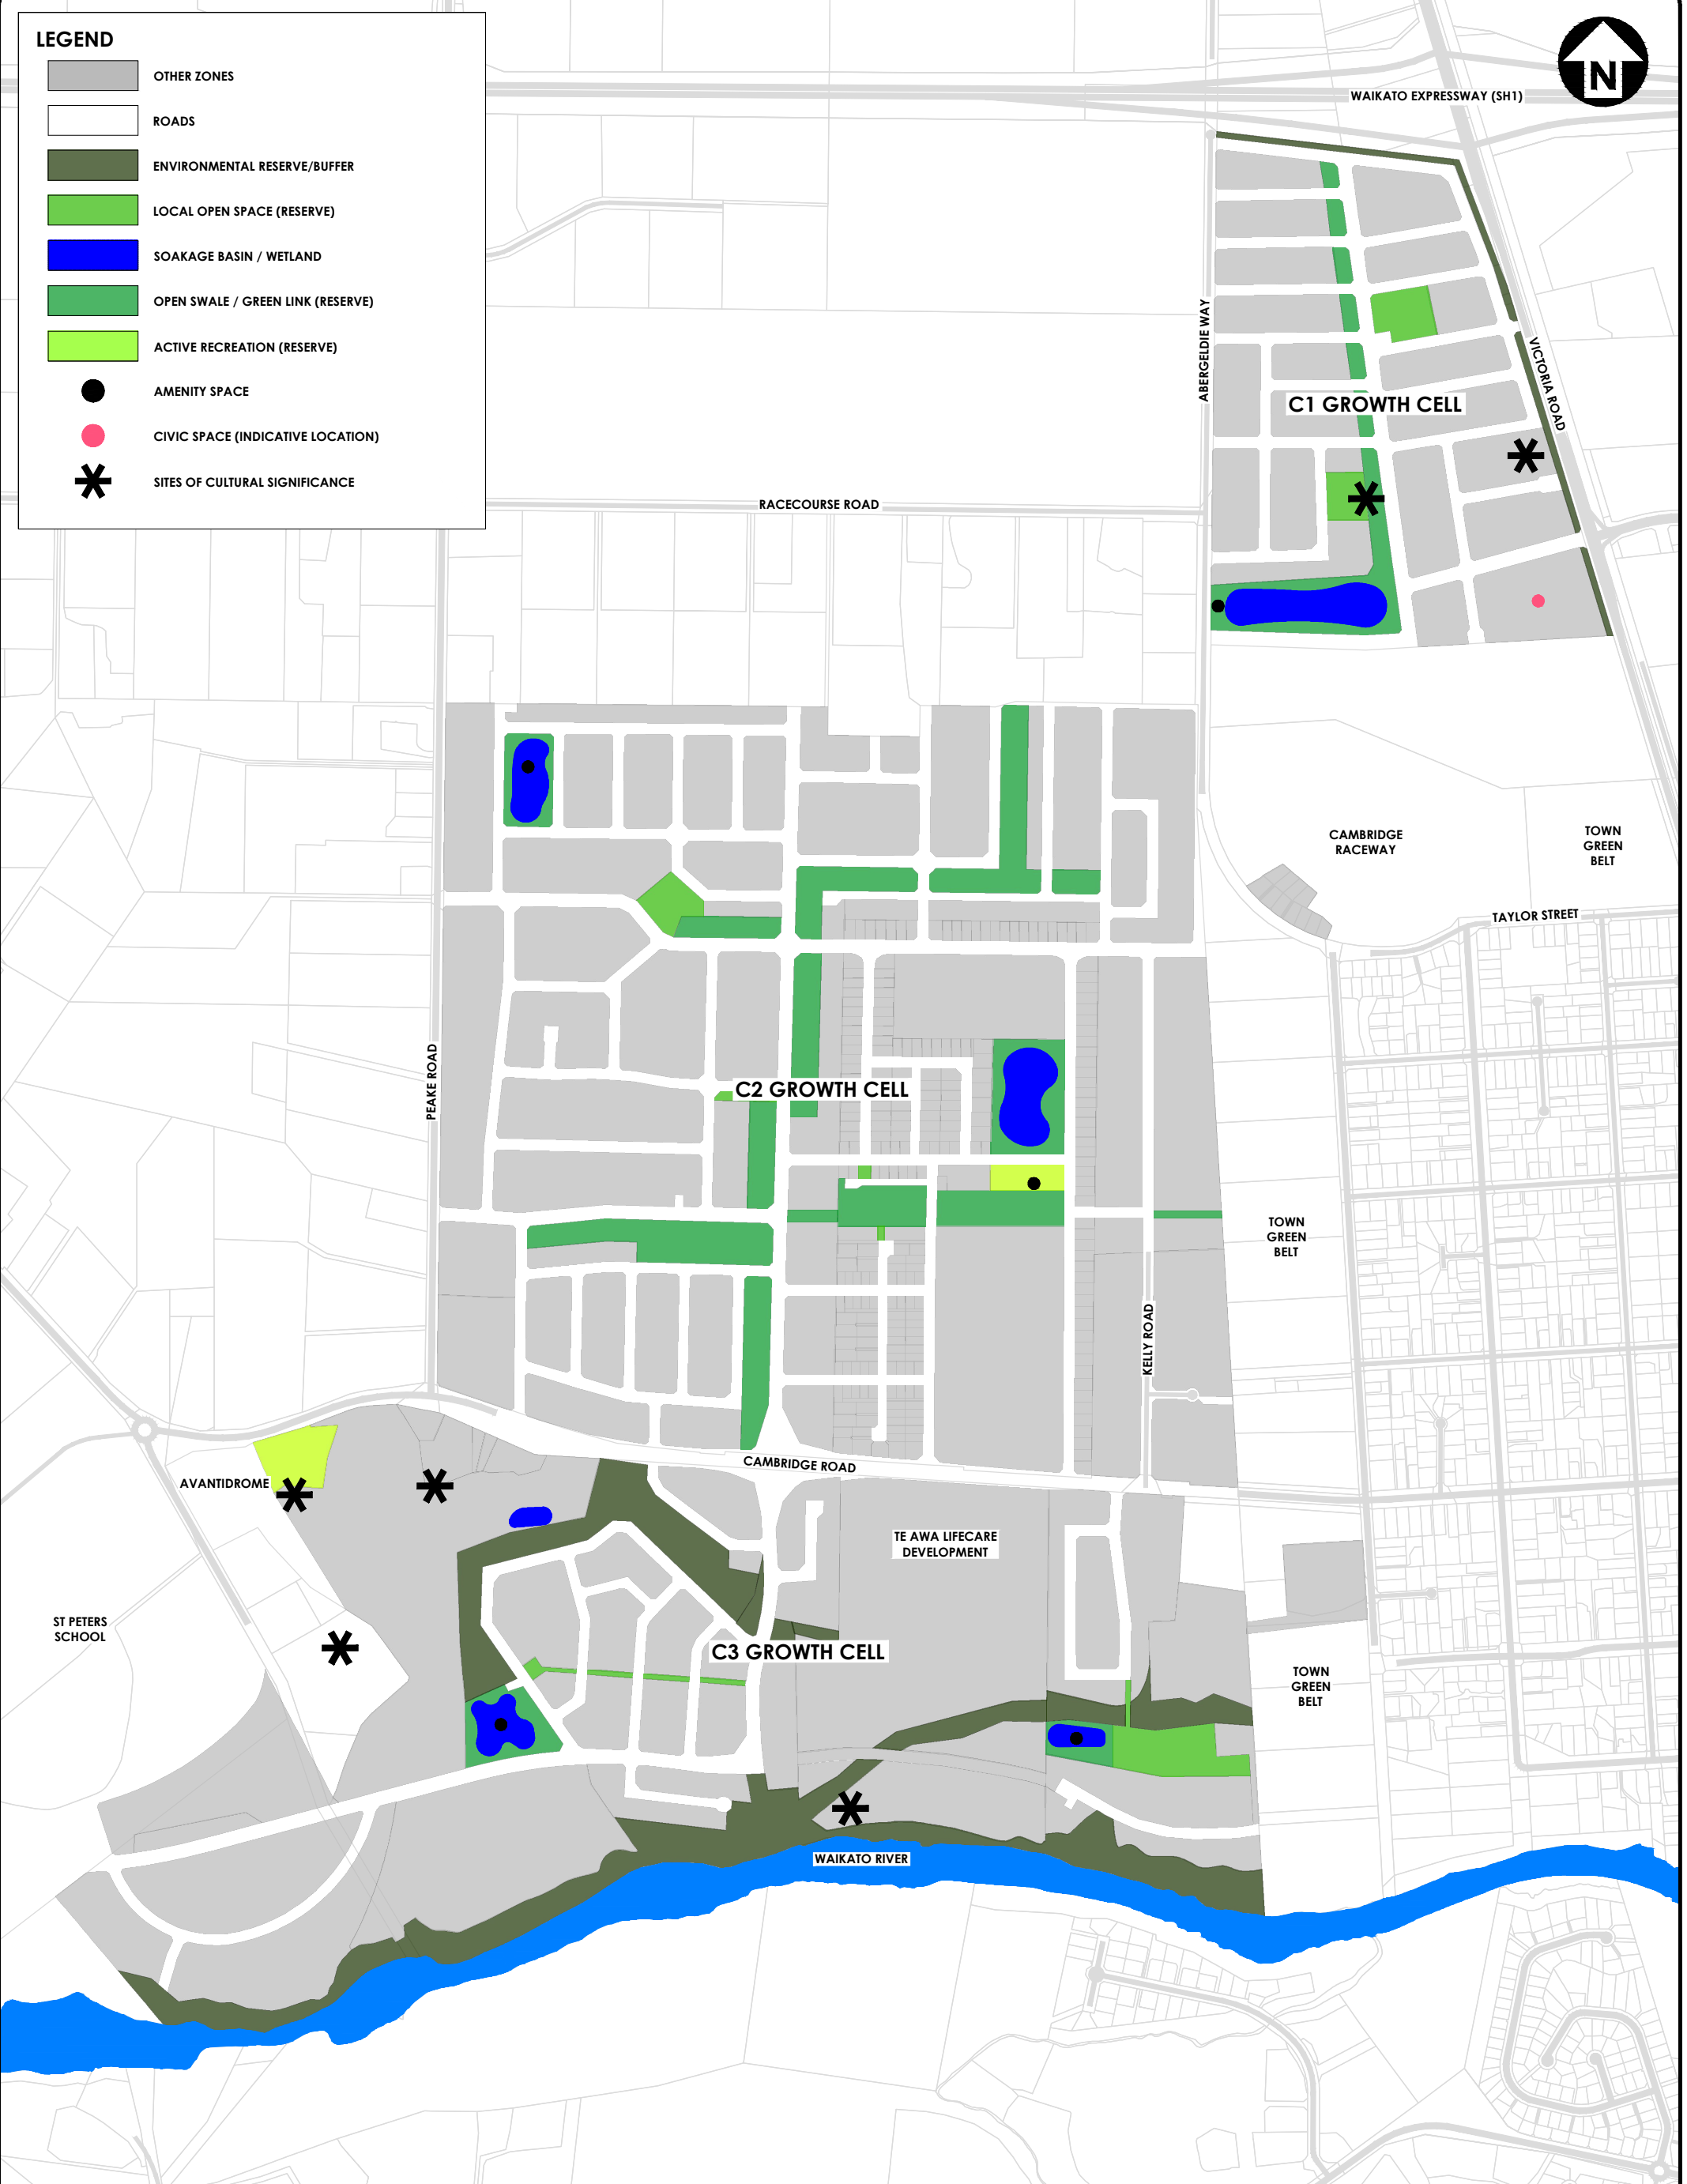 LEGEND
OTHER ZONES
ROADS
ENVIRONMENTAL RESERVE/BUFFER
LOCAL OPEN SPACE (RESERVE)
SOAKAGE BASIN / WETLAND
OPEN SWALE / GREEN LINK (RESERVE)
ACTIVE RECREATION (RESERVE)
AMENITY SPACE
CIVIC SPACE (INDICATIVE LOCATION)
SITES OF CULTURAL SIGNIFICANCE
N
WAIKATO EXPRESSWAY (SH1)
ABERGELDIE WAY
VICTORIA ROAD
C1 GROWTH CELL
RACECOURSE ROAD
CAMBRIDGE
RACEWAY
TOWN
GREEN
BELT
TAYLOR STREET
PEAKE ROAD
C2 GROWTH CELL
TOWN
GREEN
BELT
KELLY ROAD
CAMBRIDGE ROAD
AVANTIDROME
TE AWA LIFECARE
DEVELOPMENT
ST PETERS
SCHOOL
C3 GROWTH CELL
TOWN
GREEN
BELT
WAIKATO RIVER